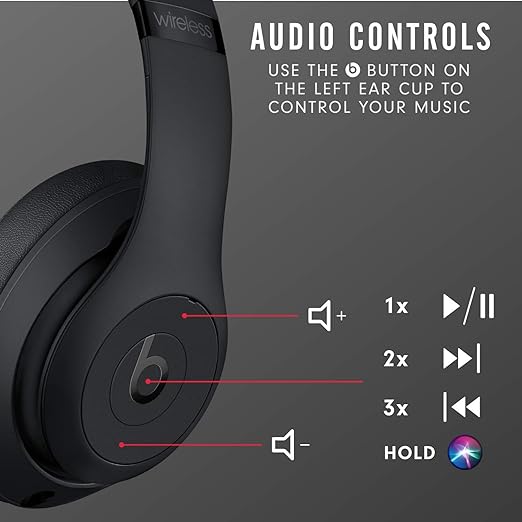 wireless
AUDIO CONTROLS
USE THE b BUTTON ON
THE LEFT EAR CUP TO
CONTROL YOUR MUSIC
+
1x
2x
b
3x
HOLD
−